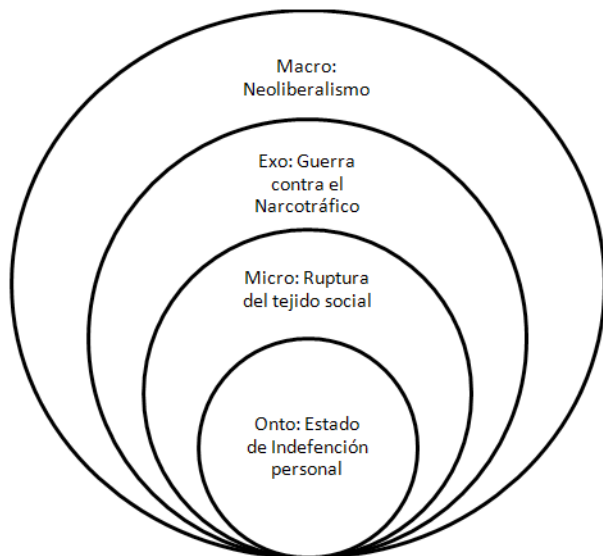 Macro:
Neoliberalismo
Exo: Guerra
contra el
Narcotráfico
Micro: Ruptura
del tejido social
Onto: Estado
de Indefención
personal